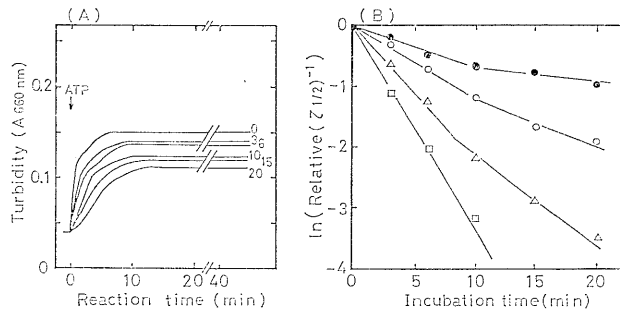 (A)
Turbidity (A 660 nm)
0.2
0.1
0
ATP
0
3 6
10 15
20
0 10 20 40
Reaction time (min)
(B)
ln ( Relative (τ 1/2)⁻¹ )
-0
-1
-2
-3
-4
0 5 10 15 20
Incubation time(min)